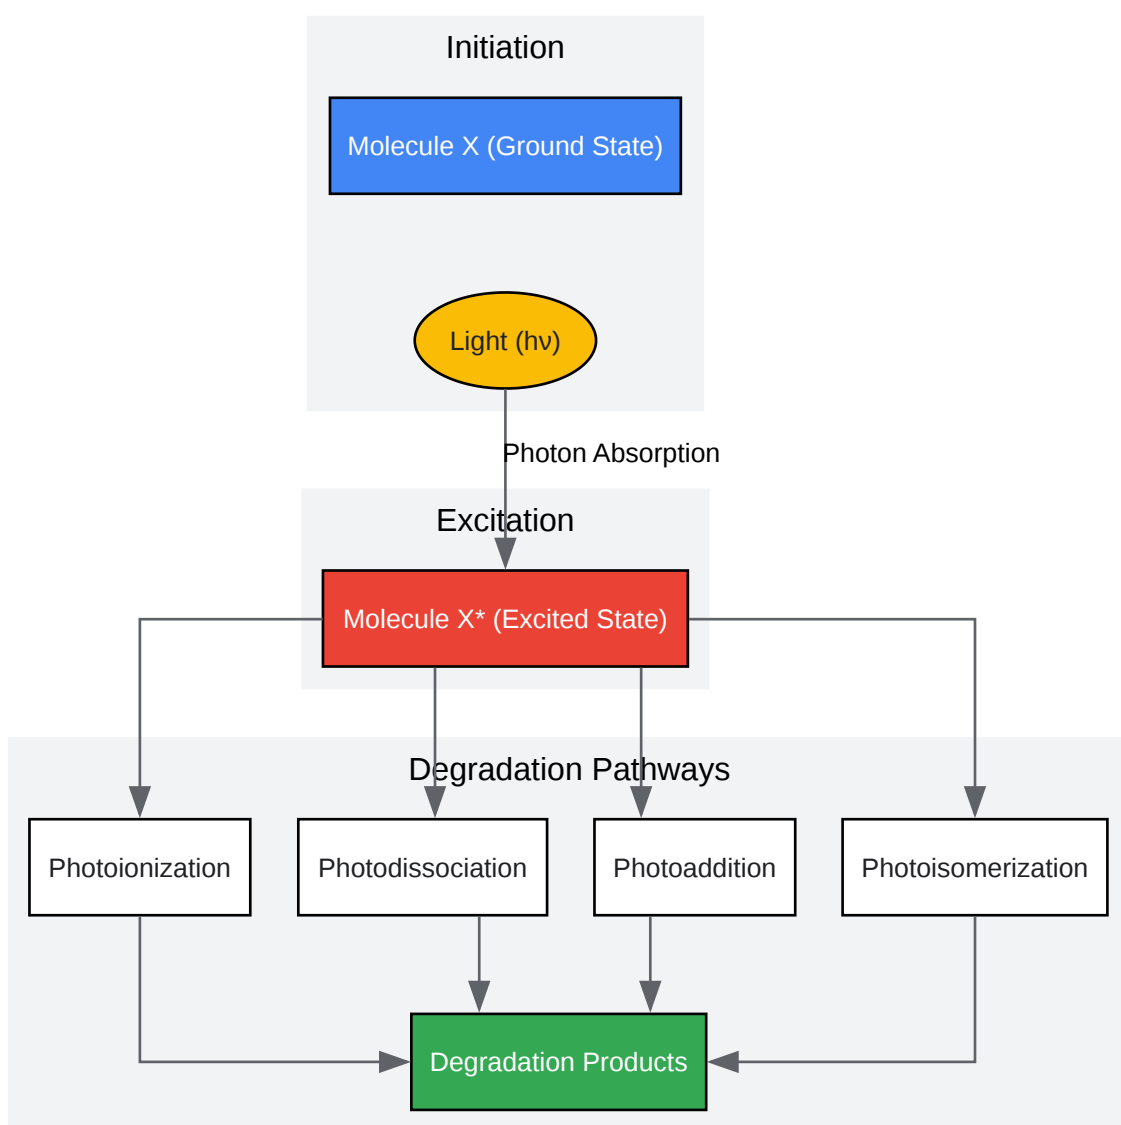 Initiation
Molecule X (Ground State)
Light (hν)
Photon Absorption
Excitation
Molecule X* (Excited State)
Degradation Pathways
Photoionization
Photodissociation
Photoaddition
Photoisomerization
Degradation Products